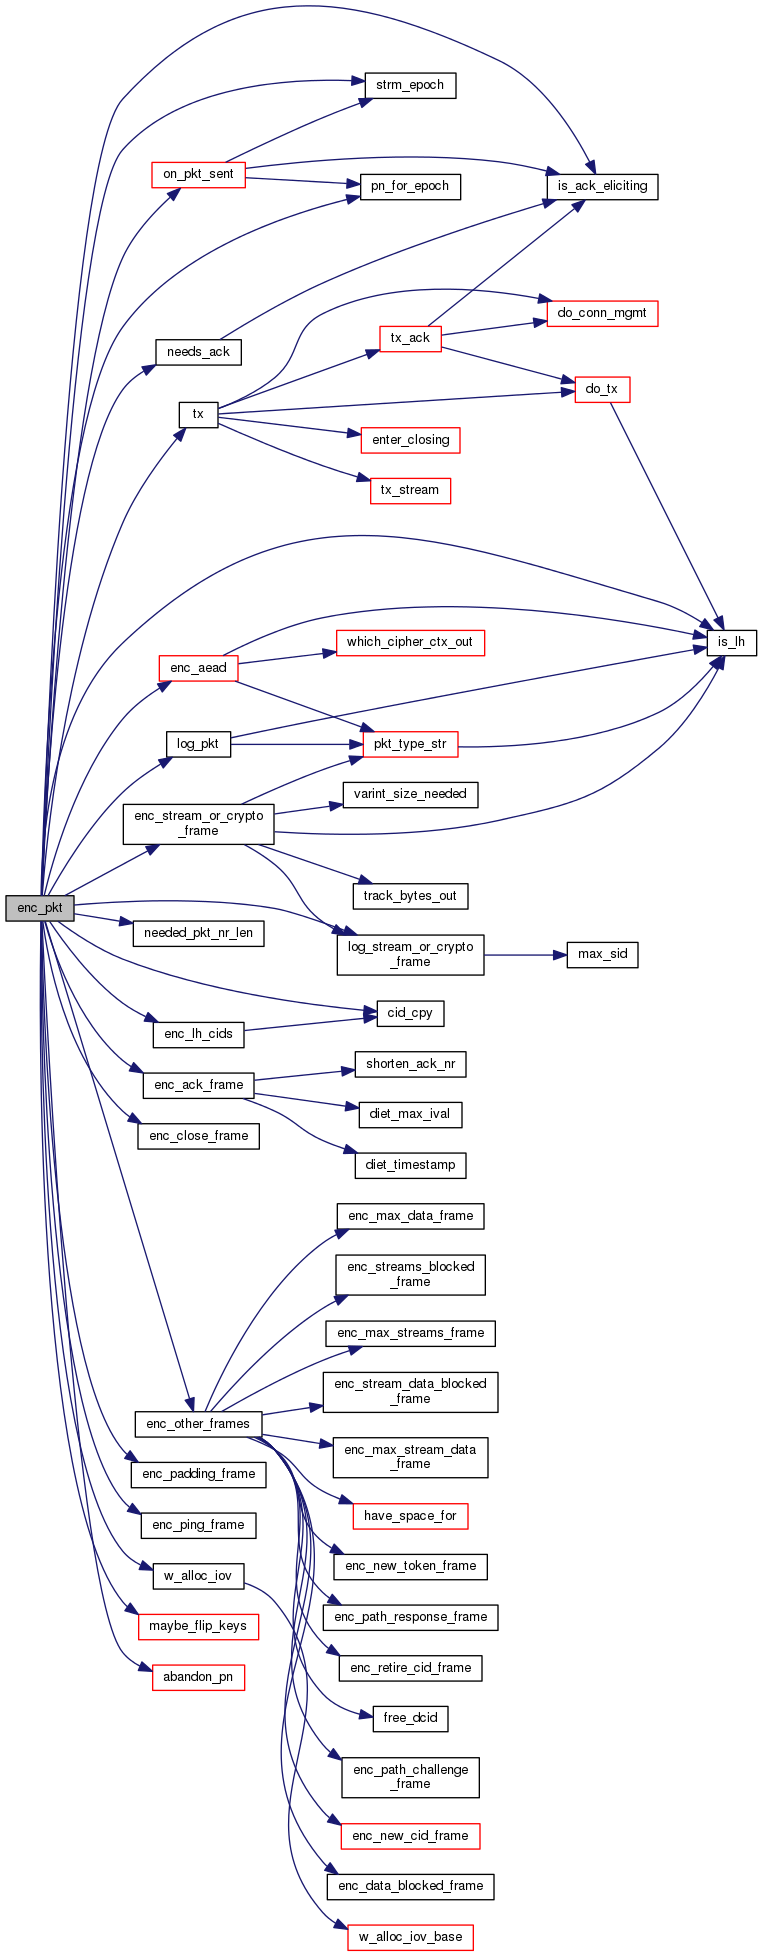 strm_epoch
on_pkt_sent
pn_for_epoch
is_ack_eliciting
do_conn_mgmt
tx_ack
needs_ack
do_tx
tx
enter_closing
tx_stream
which_cipher_ctx_out
is_lh
enc_aead
log_pkt
pkt_type_str
varint_size_needed
enc_stream_or_crypto
_frame
track_bytes_out
enc_pkt
needed_pkt_nr_len
log_stream_or_crypto
_frame
max_sid
cid_cpy
enc_lh_cids
shorten_ack_nr
enc_ack_frame
diet_max_ival
enc_close_frame
diet_timestamp
enc_max_data_frame
enc_streams_blocked
_frame
enc_max_streams_frame
enc_stream_data_blocked
_frame
enc_other_frames
enc_max_stream_data
_frame
enc_padding_frame
have_space_for
enc_ping_frame
enc_new_token_frame
w_alloc_iov
enc_path_response_frame
maybe_flip_keys
enc_retire_cid_frame
abandon_pn
free_dcid
enc_path_challenge
_frame
enc_new_cid_frame
enc_data_blocked_frame
w_alloc_iov_base